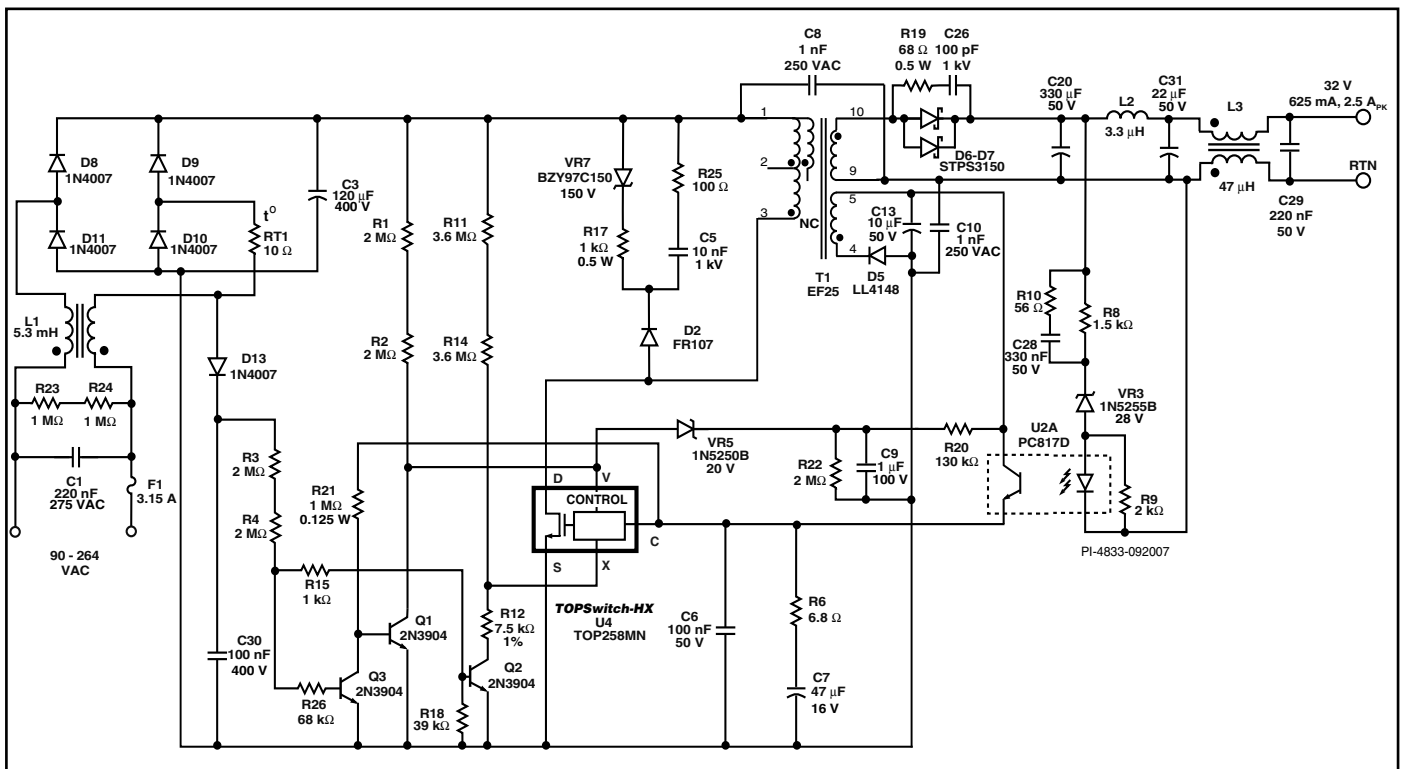 C8
1 nF
250 VAC
R19
68 Ω
0.5 W
C26
100 pF
1 kV
C20
330 µF
50 V
C31
22 µF
50 V
L2
3.3 µH
L3
47 µH
32 V
625 mA, 2.5 A PK
RTN
C29
220 nF
50 V
D8
1N4007
D9
1N4007
D11
1N4007
D10
1N4007
C3
120 µF
400 V
t°
RT1
10 Ω
R1
2 MΩ
R11
3.6 MΩ
VR7
BZY97C150
150 V
R25
100 Ω
R17
1 kΩ
0.5 W
C5
10 nF
1 kV
1
2
3
NC
10
9
5
4
T1
EF25
D6-D7
STPS3150
C13
10 µF
50 V
C10
1 nF
250 VAC
D5
LL4148
R10
56 Ω
R8
1.5 kΩ
C28
330 nF
50 V
L1
5.3 mH
D13
1N4007
R2
2 MΩ
R14
3.6 MΩ
D2
FR107
R23
1 MΩ
R24
1 MΩ
C1
220 nF
275 VAC
F1
3.15 A
90 - 264
VAC
R3
2 MΩ
R4
2 MΩ
R21
1 MΩ
0.125 W
VR5
1N5250B
20 V
R22
2 MΩ
C9
1 µF
100 V
R20
130 kΩ
U2A
PC817D
VR3
1N5255B
28 V
R9
2 kΩ
PI-4833-092007
D
V
CONTROL
C
S
X
TOPSwitch-HX
U4
TOP258MN
R15
1 kΩ
C30
100 nF
400 V
R26
68 kΩ
Q3
2N3904
Q1
2N3904
R12
7.5 kΩ
1%
Q2
2N3904
R18
39 kΩ
C6
100 nF
50 V
R6
6.8 Ω
C7
47 µF
16 V